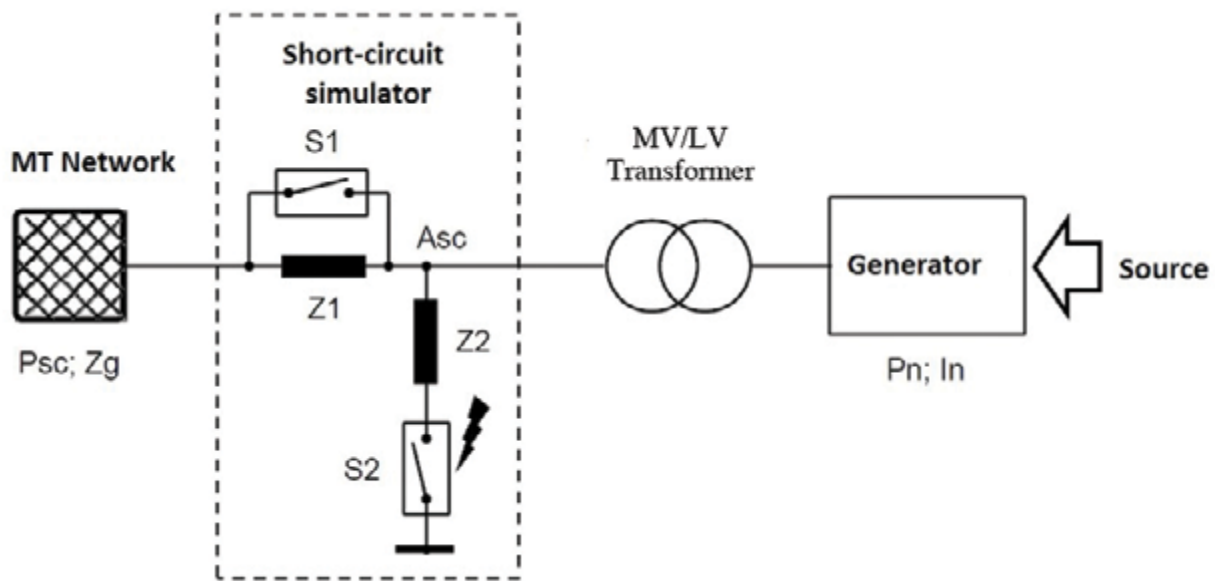 Short-circuit
simulator
S1
MT Network
Z1
Asc
Z2
S2
Psc; Zg
MV/LV
Transformer
Generator
Source
Pn; In